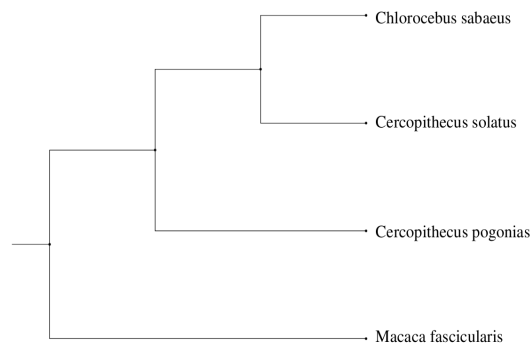 Chlorocebus sabaeus
Cercopithecus solatus
Cercopithecus pogonias
Macaca fascicularis